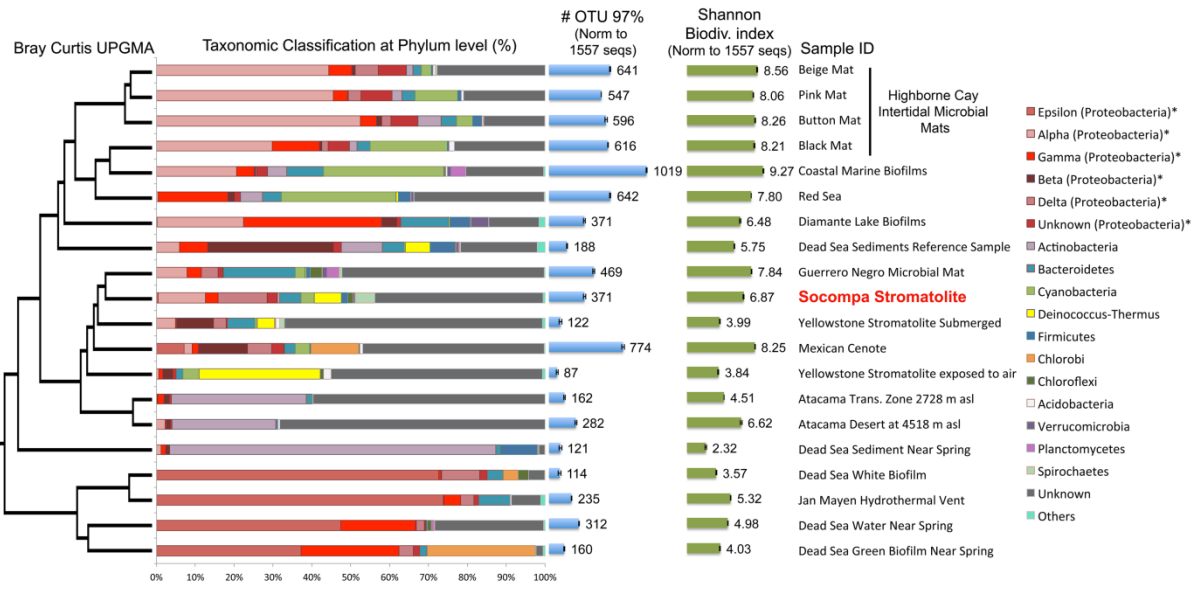 Bray Curtis UPGMA
Taxonomic Classification at Phylum level (%)
# OTU 97%
(Norm to
1557 seqs)
Shannon
Biodiv. index
(Norm to 1557 seqs)
Sample ID
641 8.56 Beige Mat
547 8.06 Pink Mat
596 8.26 Button Mat
616 8.21 Black Mat
Highborne Cay
Intertidal Microbial
Mats
1019 9.27 Coastal Marine Biofilms
642 7.80 Red Sea
371 6.48 Diamante Lake Biofilms
188 5.75 Dead Sea Sediments Reference Sample
469 7.84 Guerrero Negro Microbial Mat
371 6.87 Socompa Stromatolite
122 3.99 Yellowstone Stromatolite Submerged
774 8.25 Mexican Cenote
87 3.84 Yellowstone Stromatolite exposed to air
162 4.51 Atacama Trans. Zone 2728 m asl
282 6.62 Atacama Desert at 4518 m asl
121 2.32 Dead Sea Sediment Near Spring
114 3.57 Dead Sea White Biofilm
235 5.32 Jan Mayen Hydrothermal Vent
312 4.98 Dead Sea Water Near Spring
160 4.03 Dead Sea Green Biofilm Near Spring
0% 10% 20% 30% 40% 50% 60% 70% 80% 90% 100%
Epsilon (Proteobacteria)*
Alpha (Proteobacteria)*
Gamma (Proteobacteria)*
Beta (Proteobacteria)*
Delta (Proteobacteria)*
Unknown (Proteobacteria)*
Actinobacteria
Bacteroidetes
Cyanobacteria
Deinococcus-Thermus
Firmicutes
Chlorobi
Chloroflexi
Acidobacteria
Verrucomicrobia
Planctomycetes
Spirochaetes
Unknown
Others